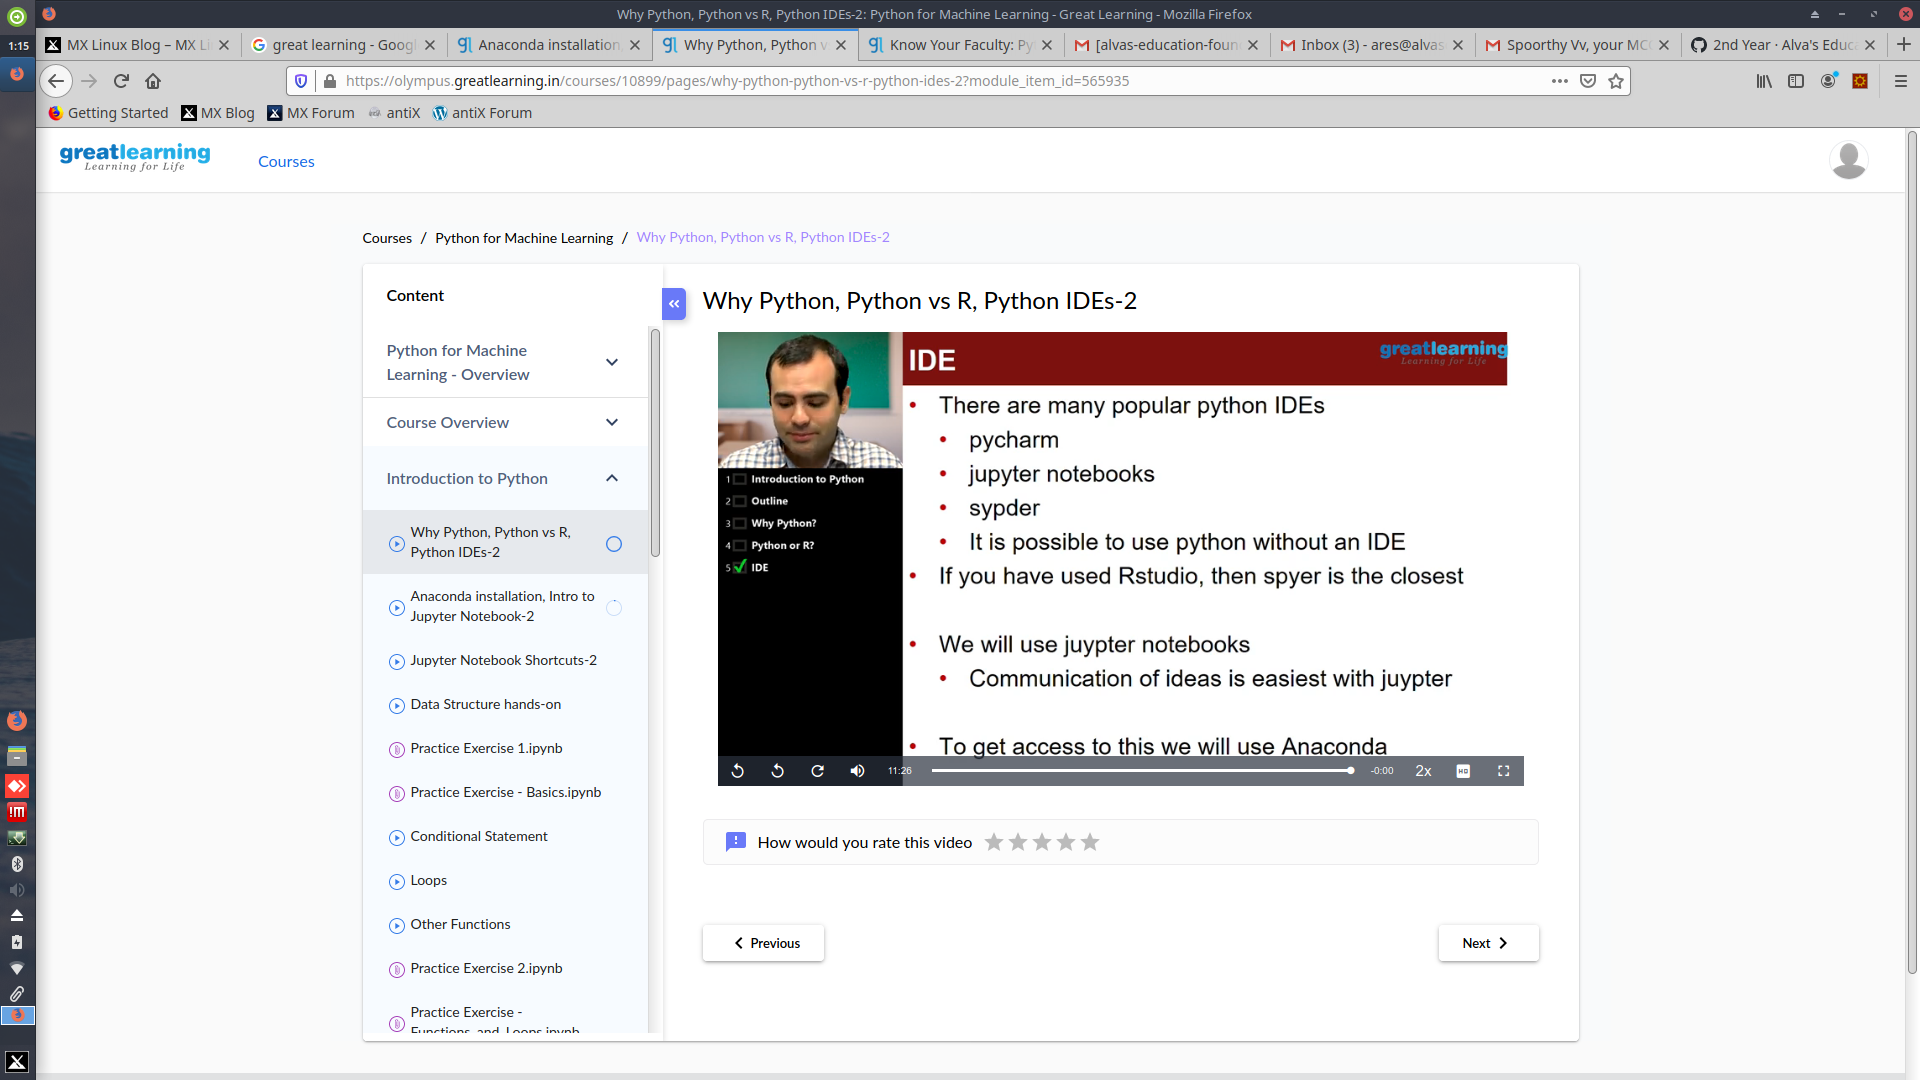 Why Python, Python vs R, Python IDEs-2: Python for Machine Learning - Great Learning - Mozilla Firefox
1:15
MX Linux Blog – MX Li
great learning - Goog
Anaconda installation,
Why Python, Python v
Know Your Faculty: Py
[alvas-education-foun
Inbox (3) - ares@alvas
Spoorthy Vv, your MC
2nd Year · Alva's Educa
https://olympus.greatlearning.in/courses/10899/pages/why-python-python-vs-r-python-ides-2?module_item_id=565935
Getting Started
MX Blog
MX Forum
antiX
antiX Forum
greatlearning
Learning for Life
Courses
Courses / Python for Machine Learning / Why Python, Python vs R, Python IDEs-2
Content
Python for Machine
Learning - Overview
Course Overview
Introduction to Python
Why Python, Python vs R,
Python IDEs-2
Anaconda installation, Intro to
Jupyter Notebook-2
Jupyter Notebook Shortcuts-2
Data Structure hands-on
Practice Exercise 1.ipynb
Practice Exercise - Basics.ipynb
Conditional Statement
Loops
Other Functions
Practice Exercise 2.ipynb
Practice Exercise -
Functions_and_Loops.ipynb
Why Python, Python vs R, Python IDEs-2
IDE
greatlearning
Learning for Life
• There are many popular python IDEs
• pycharm
• jupyter notebooks
• sypder
• It is possible to use python without an IDE
• If you have used Rstudio, then spyer is the closest
• We will use juypter notebooks
• Communication of ideas is easiest with juypter
• To get access to this we will use Anaconda
1 Introduction to Python
2 Outline
3 Why Python?
4 Python or R?
5 IDE
11:26
-0:00
2x
HD
How would you rate this video
Previous
Next